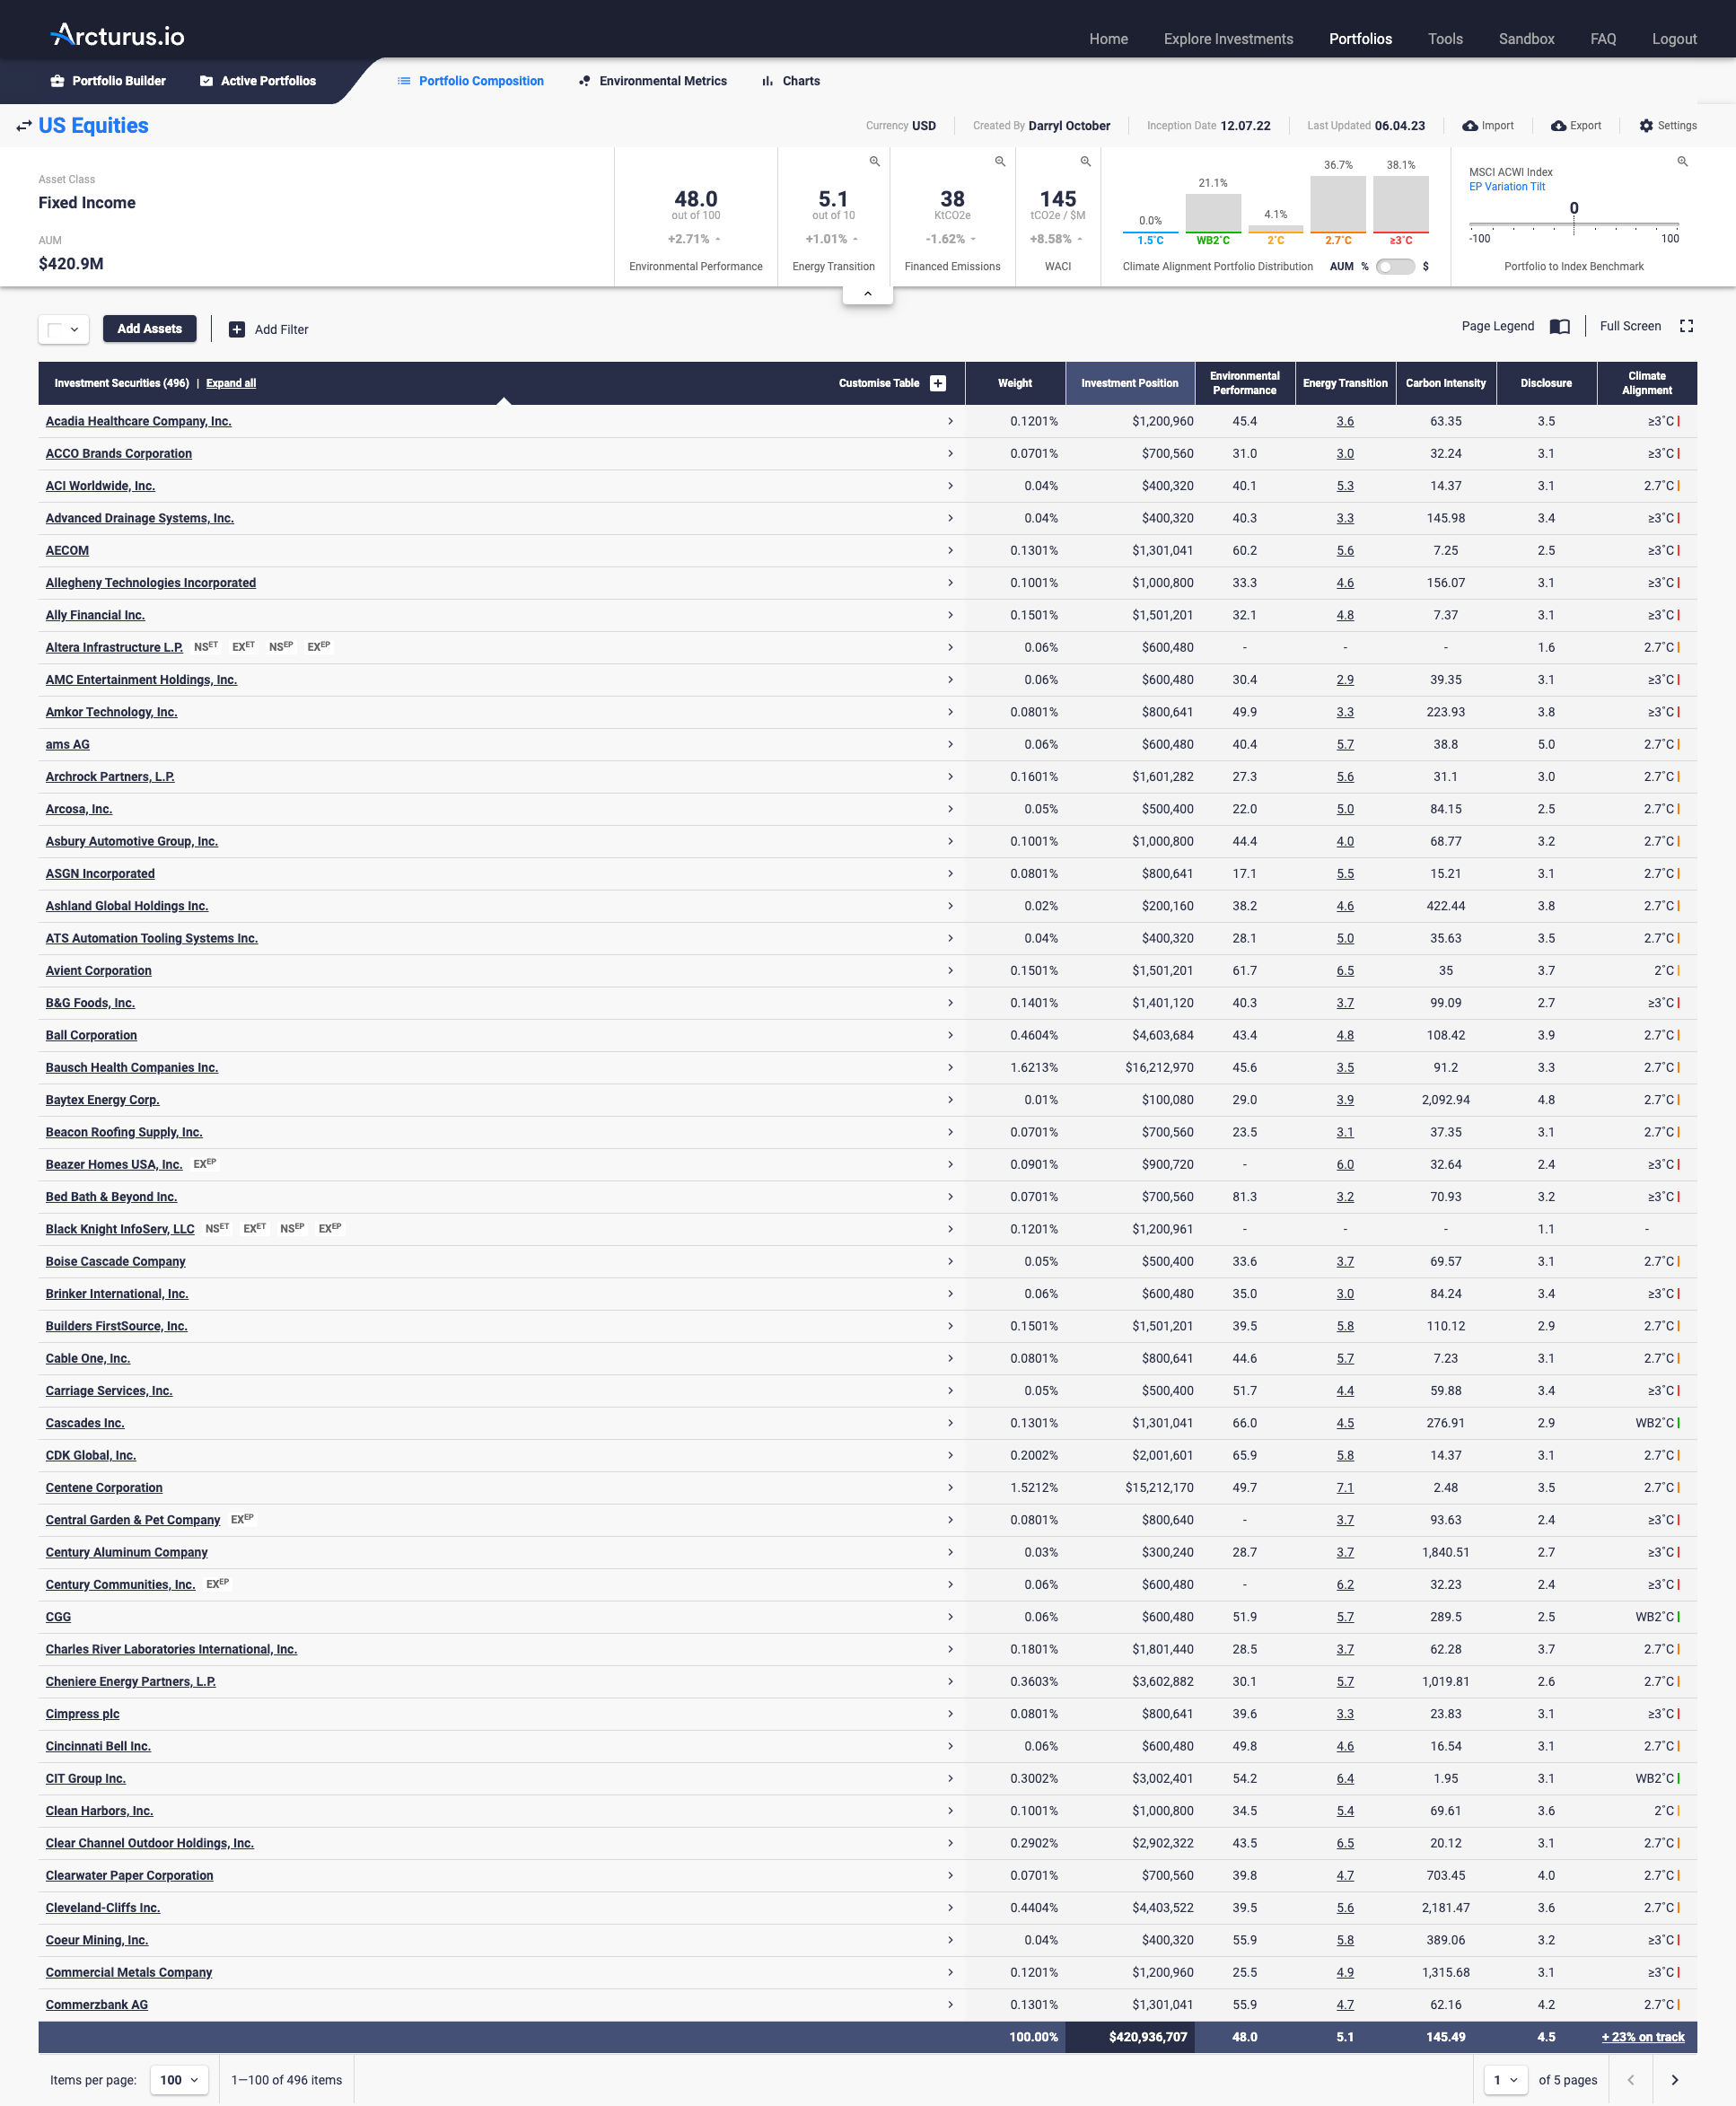 Arcturus.io
Home Explore Investments Portfolios Tools Sandbox FAQ Logout
Portfolio Builder Active Portfolios Portfolio Composition Environmental Metrics Charts
US Equities Currency USD Created By Darryl October Inception Date 12.07.22 Last Updated 06.04.23 Import Export Settings
Asset Class
Fixed Income
AUM
$420.9M
48.0
out of 100
+2.71%
Environmental Performance
5.1
out of 10
+1.01%
Energy Transition
38
KtCO2e
-1.62%
Financed Emissions
145
tCO2e / $M
+8.58%
WACI
0.0% 21.1% 4.1% 36.7% 38.1%
1.5˚C WB2˚C 2˚C 2.7˚C ≥3˚C
Climate Alignment Portfolio Distribution AUM % $
MSCI ACWI Index
EP Variation Tilt
0
-100 100
Portfolio to Index Benchmark
Add Assets Add Filter Page Legend Full Screen
Investment Securities (496) | Expand all Customise Table Weight Investment Position Environmental Performance Energy Transition Carbon Intensity Disclosure Climate Alignment
Acadia Healthcare Company, Inc. 0.1201% $1,200,960 45.4 3.6 63.35 3.5 ≥3˚C
ACCO Brands Corporation 0.0701% $700,560 31.0 3.0 32.24 3.1 ≥3˚C
ACI Worldwide, Inc. 0.04% $400,320 40.1 5.3 14.37 3.1 2.7˚C
Advanced Drainage Systems, Inc. 0.04% $400,320 40.3 3.3 145.98 3.4 ≥3˚C
AECOM 0.1301% $1,301,041 60.2 5.6 7.25 2.5 ≥3˚C
Allegheny Technologies Incorporated 0.1001% $1,000,800 33.3 4.6 156.07 3.1 ≥3˚C
Ally Financial Inc. 0.1501% $1,501,201 32.1 4.8 7.37 3.1 ≥3˚C
Altera Infrastructure L.P. NSET EXET NSEP EXEP 0.06% $600,480 - - - 1.6 2.7˚C
AMC Entertainment Holdings, Inc. 0.06% $600,480 30.4 2.9 39.35 3.1 ≥3˚C
Amkor Technology, Inc. 0.0801% $800,641 49.9 3.3 223.93 3.8 ≥3˚C
ams AG 0.06% $600,480 40.4 5.7 38.8 5.0 2.7˚C
Archrock Partners, L.P. 0.1601% $1,601,282 27.3 5.6 31.1 3.0 2.7˚C
Arcosa, Inc. 0.05% $500,400 22.0 5.0 84.15 2.5 2.7˚C
Asbury Automotive Group, Inc. 0.1001% $1,000,800 44.4 4.0 68.77 3.2 2.7˚C
ASGN Incorporated 0.0801% $800,641 17.1 5.5 15.21 3.1 2.7˚C
Ashland Global Holdings Inc. 0.02% $200,160 38.2 4.6 422.44 3.8 2.7˚C
ATS Automation Tooling Systems Inc. 0.04% $400,320 28.1 5.0 35.63 3.5 2.7˚C
Avient Corporation 0.1501% $1,501,201 61.7 6.5 35 3.7 2˚C
B&G Foods, Inc. 0.1401% $1,401,120 40.3 3.7 99.09 2.7 ≥3˚C
Ball Corporation 0.4604% $4,603,684 43.4 4.8 108.42 3.9 2.7˚C
Bausch Health Companies Inc. 1.6213% $16,212,970 45.6 3.5 91.2 3.3 2.7˚C
Baytex Energy Corp. 0.01% $100,080 29.0 3.9 2,092.94 4.8 2.7˚C
Beacon Roofing Supply, Inc. 0.0701% $700,560 23.5 3.1 37.35 3.1 2.7˚C
Beazer Homes USA, Inc. EXEP 0.0901% $900,720 - 6.0 32.64 2.4 ≥3˚C
Bed Bath & Beyond Inc. 0.0701% $700,560 81.3 3.2 70.93 3.2 ≥3˚C
Black Knight InfoServ, LLC NSET EXET NSEP EXEP 0.1201% $1,200,961 - - - 1.1 -
Boise Cascade Company 0.05% $500,400 33.6 3.7 69.57 3.1 2.7˚C
Brinker International, Inc. 0.06% $600,480 35.0 3.0 84.24 3.4 ≥3˚C
Builders FirstSource, Inc. 0.1501% $1,501,201 39.5 5.8 110.12 2.9 2.7˚C
Cable One, Inc. 0.0801% $800,641 44.6 5.7 7.23 3.1 2.7˚C
Carriage Services, Inc. 0.05% $500,400 51.7 4.4 59.88 3.4 ≥3˚C
Cascades Inc. 0.1301% $1,301,041 66.0 4.5 276.91 2.9 WB2˚C
CDK Global, Inc. 0.2002% $2,001,601 65.9 5.8 14.37 3.1 2.7˚C
Centene Corporation 1.5212% $15,212,170 49.7 7.1 2.48 3.5 2.7˚C
Central Garden & Pet Company EXEP 0.0801% $800,640 - 3.7 93.63 2.4 ≥3˚C
Century Aluminum Company 0.03% $300,240 28.7 3.7 1,840.51 2.7 ≥3˚C
Century Communities, Inc. EXEP 0.06% $600,480 - 6.2 32.23 2.4 ≥3˚C
CGG 0.06% $600,480 51.9 5.7 289.5 2.5 WB2˚C
Charles River Laboratories International, Inc. 0.1801% $1,801,440 28.5 3.7 62.28 3.7 2.7˚C
Cheniere Energy Partners, L.P. 0.3603% $3,602,882 30.1 5.7 1,019.81 2.6 2.7˚C
Cimpress plc 0.0801% $800,641 39.6 3.3 23.83 3.1 ≥3˚C
Cincinnati Bell Inc. 0.06% $600,480 49.8 4.6 16.54 3.1 2.7˚C
CIT Group Inc. 0.3002% $3,002,401 54.2 6.4 1.95 3.1 WB2˚C
Clean Harbors, Inc. 0.1001% $1,000,800 34.5 5.4 69.61 3.6 2˚C
Clear Channel Outdoor Holdings, Inc. 0.2902% $2,902,322 43.5 6.5 20.12 3.1 2.7˚C
Clearwater Paper Corporation 0.0701% $700,560 39.8 4.7 703.45 4.0 2.7˚C
Cleveland-Cliffs Inc. 0.4404% $4,403,522 39.5 5.6 2,181.47 3.6 2.7˚C
Coeur Mining, Inc. 0.04% $400,320 55.9 5.8 389.06 3.2 ≥3˚C
Commercial Metals Company 0.1201% $1,200,960 25.5 4.9 1,315.68 3.1 ≥3˚C
Commerzbank AG 0.1301% $1,301,041 55.9 4.7 62.16 4.2 2.7˚C
100.00% $420,936,707 48.0 5.1 145.49 4.5 + 23% on track
Items per page: 100 1—100 of 496 items 1 of 5 pages